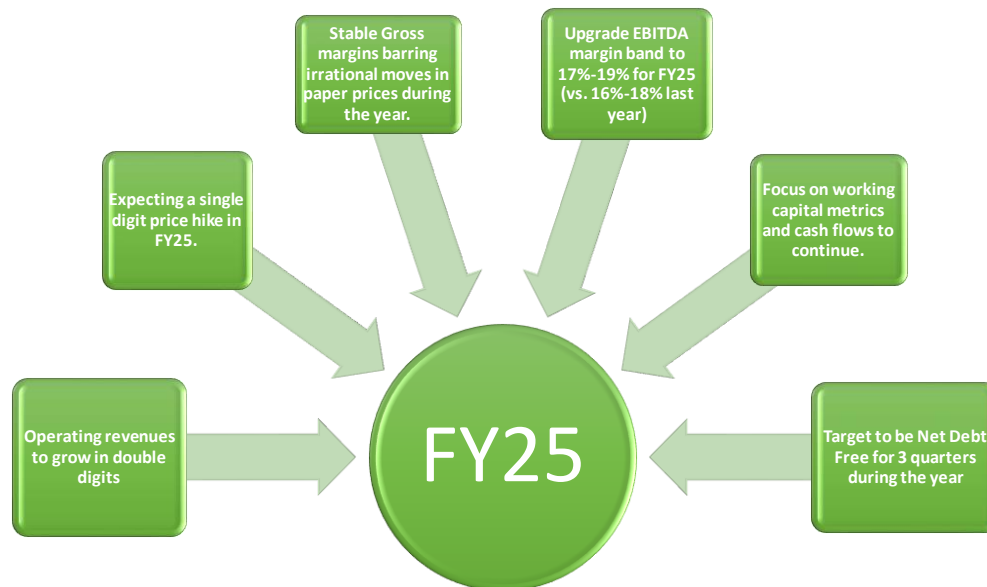 Operating revenues
to grow in double
digits
Expecting a single
digit price hike in
FY25.
Stable Gross
margins barring
irrational moves in
paper prices during
the year.
Upgrade EBITDA
margin band to
17%-19% for FY25
(vs. 16%-18% last
year)
Focus on working
capital metrics
and cash flows to
continue.
Target to be Net Debt
Free for 3 quarters
during the year
FY25